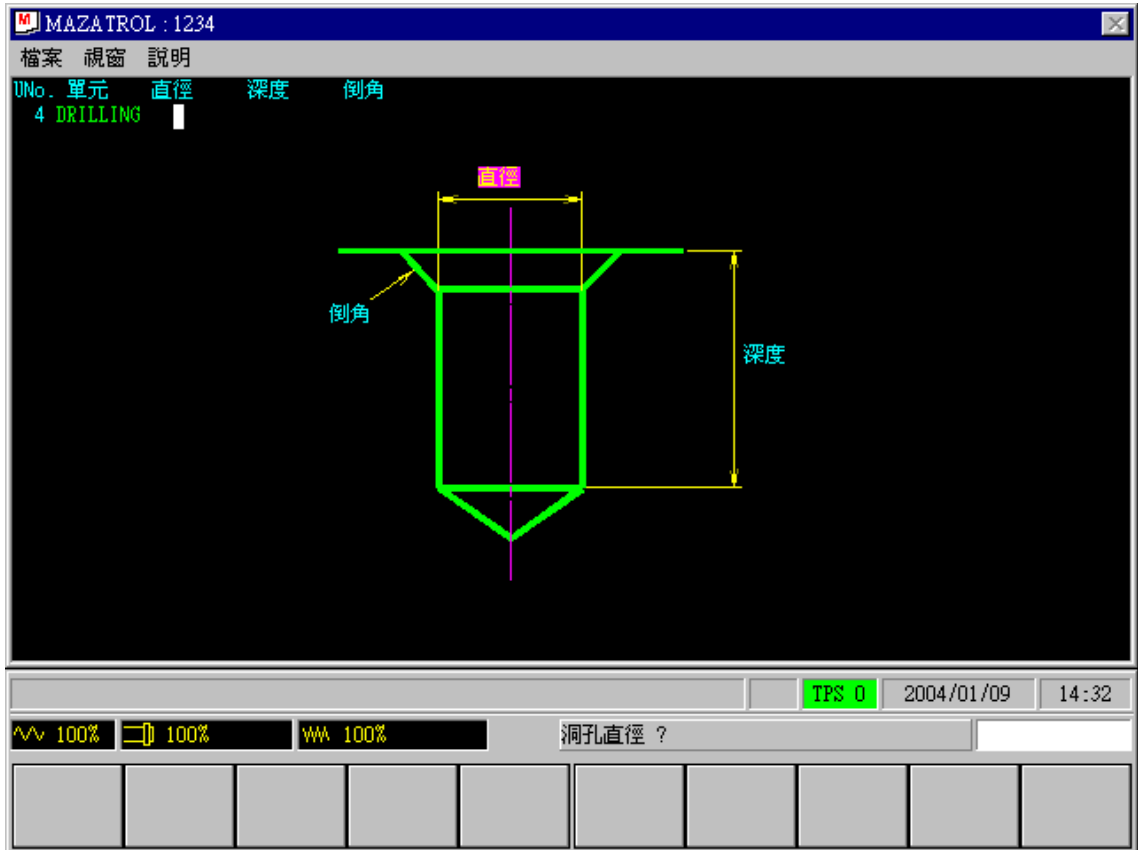 MAZATROL : 1234
檔案 視窗 說明
UNo. 單元 直徑 深度 倒角
4 DRILLING
直徑
倒角
深度
TPS 0 2004/01/09 14:32
100% 100% 100% 洞孔直徑 ?